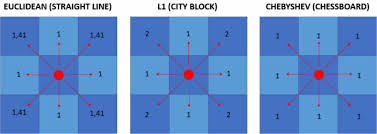 EUCLIDEAN (STRAIGHT LINE) L1 (CITY BLOCK) CHEBYSHEV (CHESSBOARD)
1,41 1 1,41 2 1 2 1 1 1
1 1 1 1 1 1
1,41 1 1,41 2 1 2 1 1 1